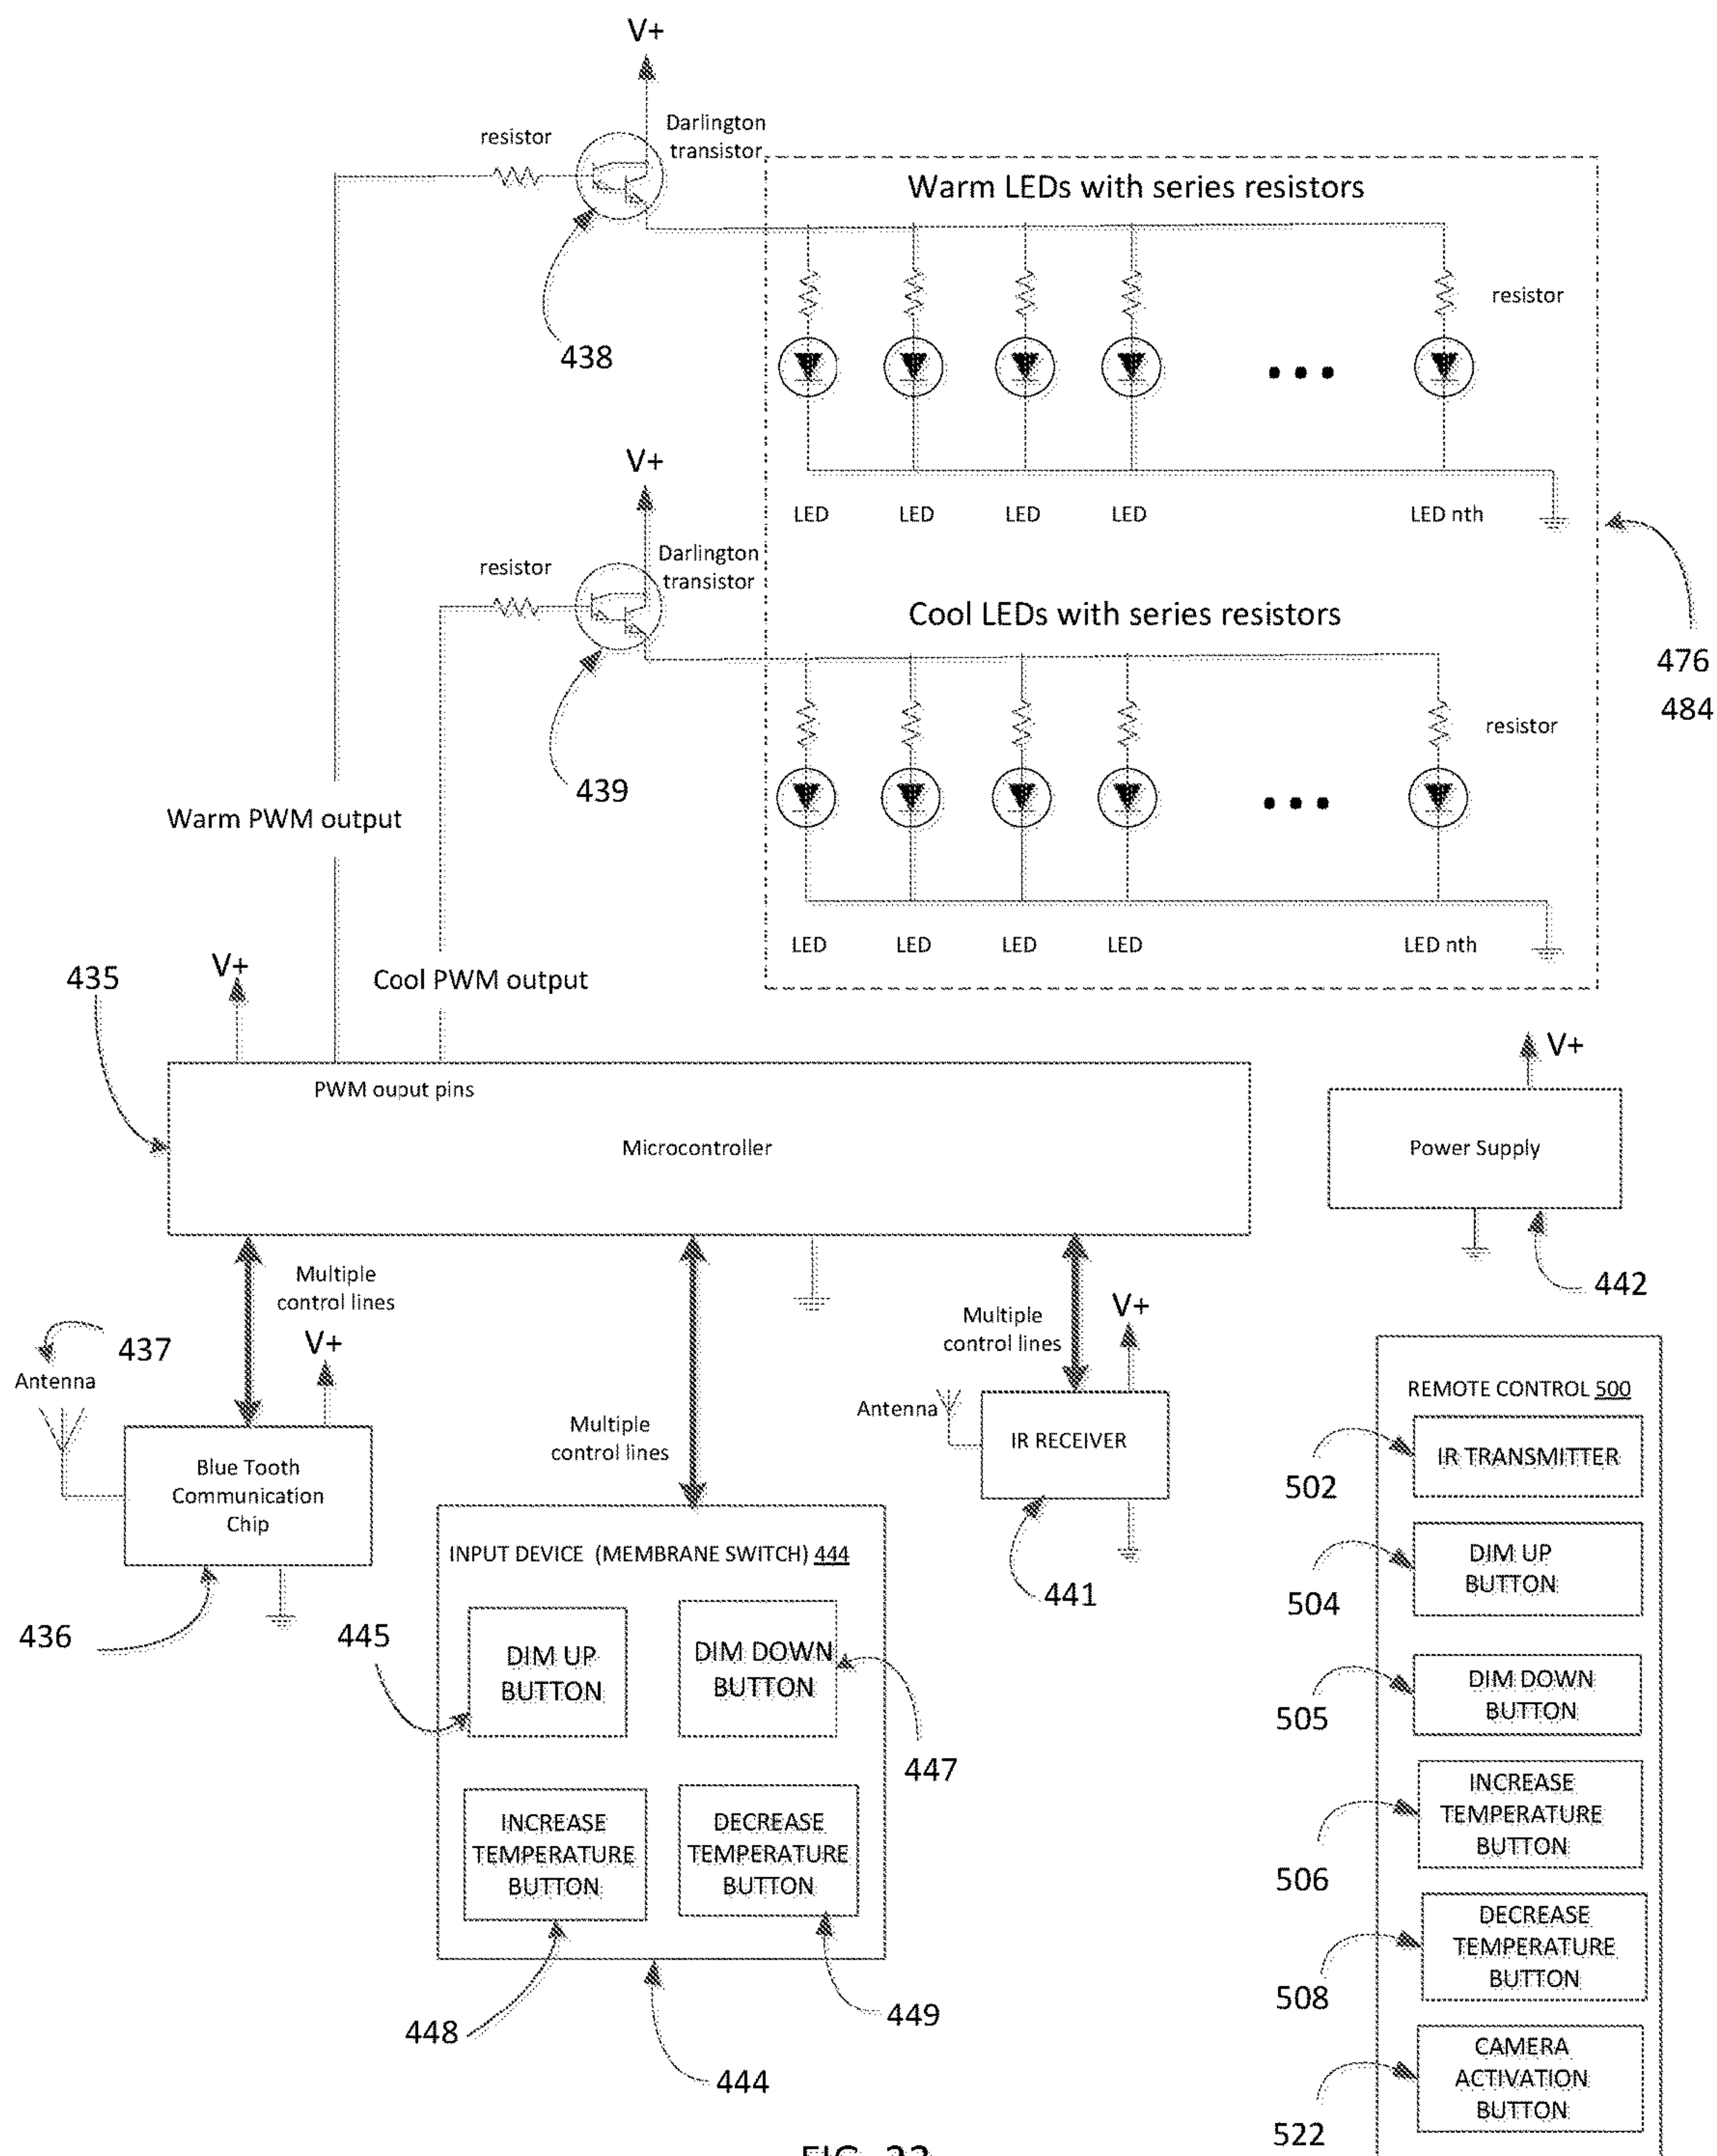 V+
Darlington
transistor
resistor
Warm LEDs with series resistors
resistor
438
LED
LED
LED
LED
LED nth
V+
Darlington
transistor
resistor
Cool LEDs with series resistors
476
484
resistor
439
Warm PWM output
LED
LED
LED
LED
LED nth
435
V+
Cool PWM output
V+
PWM ouput pins
Microcontroller
Power Supply
442
Multiple
control lines
V+
437
Antenna
Blue Tooth
Communication
Chip
436
Multiple
control lines
Multiple
control lines
V+
Antenna
IR RECEIVER
441
INPUT DEVICE (MEMBRANE SWITCH) 444
445
DIM UP
BUTTON
DIM DOWN
BUTTON
447
INCREASE
TEMPERATURE
BUTTON
DECREASE
TEMPERATURE
BUTTON
448
449
444
REMOTE CONTROL 500
IR TRANSMITTER
502
DIM UP
BUTTON
504
DIM DOWN
BUTTON
505
INCREASE
TEMPERATURE
BUTTON
506
DECREASE
TEMPERATURE
BUTTON
508
CAMERA
ACTIVATION
BUTTON
522